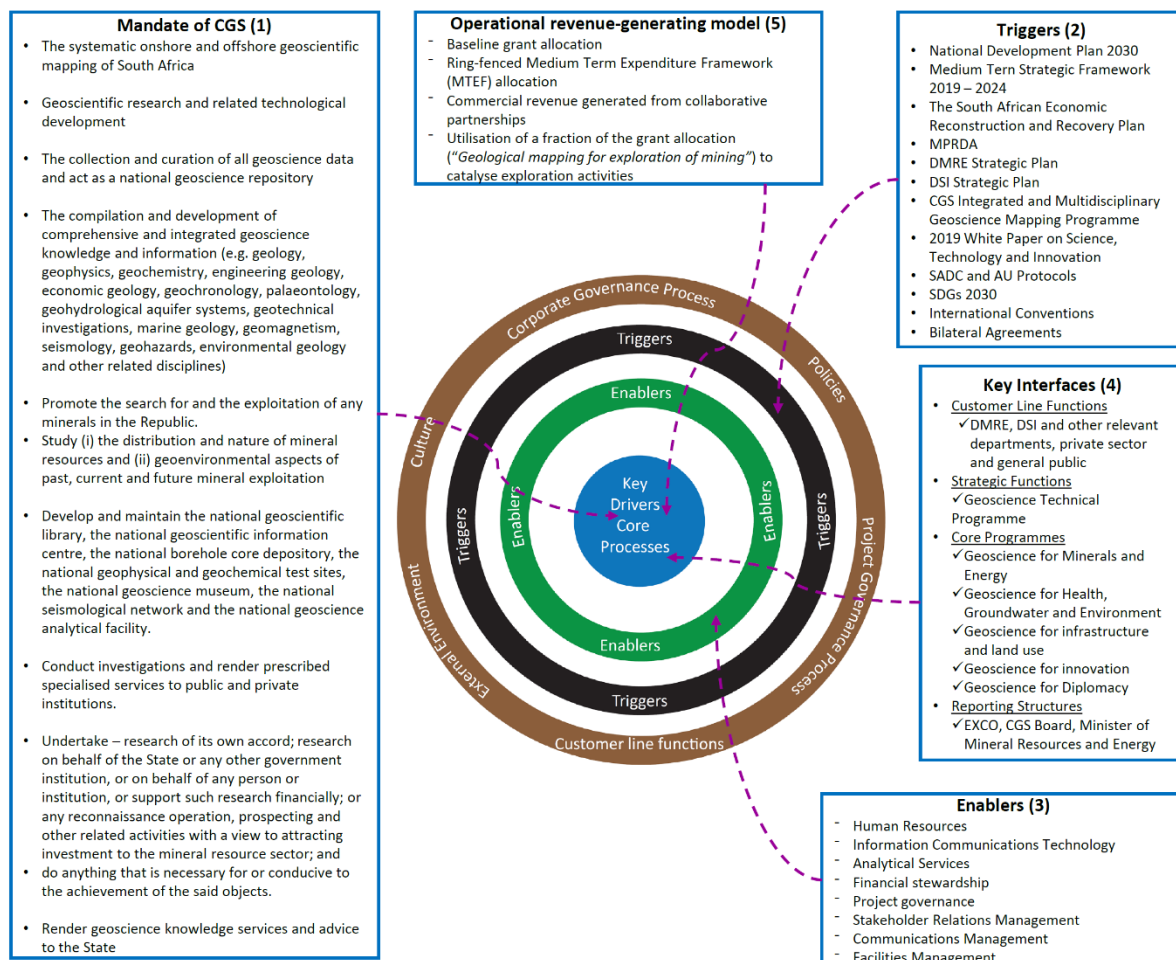 Mandate of CGS (1)
• The systematic onshore and offshore geoscientific
mapping of South Africa
• Geoscientific research and related technological
development
• The collection and curation of all geoscience data
and act as a national geoscience repository
• The compilation and development of
comprehensive and integrated geoscience
knowledge and information (e.g. geology,
geophysics, geochemistry, engineering geology,
economic geology, geochronology, palaeontology,
geohydrological aquifer systems, geotechnical
investigations, marine geology, geomagnetism,
seismology, geohazards, environmental geology
and other related disciplines)
• Promote the search for and the exploitation of any
minerals in the Republic.
• Study (i) the distribution and nature of mineral
resources and (ii) geoenvironmental aspects of
past, current and future mineral exploitation
• Develop and maintain the national geoscientific
library, the national geoscientific information
centre, the national borehole core depository, the
national geophysical and geochemical test sites,
the national geoscience museum, the national
seismological network and the national geoscience
analytical facility.
• Conduct investigations and render prescribed
specialised services to public and private
institutions.
• Undertake – research of its own accord; research
on behalf of the State or any other government
institution, or on behalf of any person or
institution, or support such research financially; or
any reconnaissance operation, prospecting and
other related activities with a view to attracting
investment to the mineral resource sector; and
• do anything that is necessary for or conducive to
the achievement of the said objects.
• Render geoscience knowledge services and advice
to the State
Operational revenue-generating model (5)
- Baseline grant allocation
- Ring-fenced Medium Term Expenditure Framework
(MTEF) allocation
- Commercial revenue generated from collaborative
partnerships
- Utilisation of a fraction of the grant allocation
("Geological mapping for exploration of mining") to
catalyse exploration activities
Triggers (2)
• National Development Plan 2030
• Medium Tern Strategic Framework
2019 – 2024
• The South African Economic
Reconstruction and Recovery Plan
• MPRDA
• DMRE Strategic Plan
• DSI Strategic Plan
• CGS Integrated and Multidisciplinary
Geoscience Mapping Programme
• 2019 White Paper on Science,
Technology and Innovation
• SADC and AU Protocols
• SDGs 2030
• International Conventions
• Bilateral Agreements
Corporate Governance Process
Policies
Culture
Project Governance Process
External Environment
Customer line functions
Triggers
Triggers
Triggers
Triggers
Enablers
Enablers
Enablers
Enablers
Key
Drivers
Core
Processes
Key Interfaces (4)
• Customer Line Functions
✓DMRE, DSI and other relevant
departments, private sector
and general public
• Strategic Functions
✓Geoscience Technical
Programme
• Core Programmes
✓Geoscience for Minerals and
Energy
✓Geoscience for Health,
Groundwater and Environment
✓Geoscience for infrastructure
and land use
✓Geoscience for innovation
✓Geoscience for Diplomacy
• Reporting Structures
✓EXCO, CGS Board, Minister of
Mineral Resources and Energy
Enablers (3)
- Human Resources
- Information Communications Technology
- Analytical Services
- Financial stewardship
- Project governance
- Stakeholder Relations Management
- Communications Management
- Facilities Management